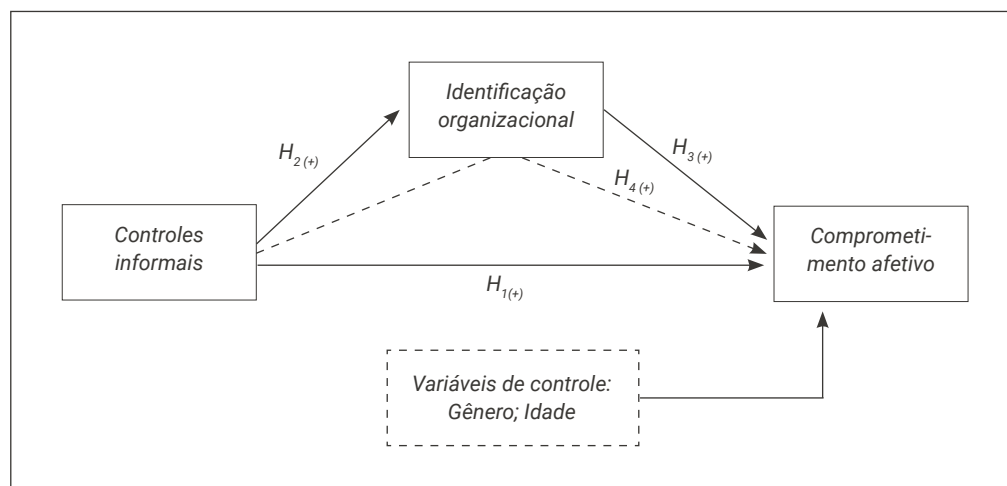 Identificação
organizacional
H2 (+)
H3 (+)
H4 (+)
Controles
informais
Comprometi-
mento afetivo
H1(+)
Variáveis de controle:
Gênero; Idade